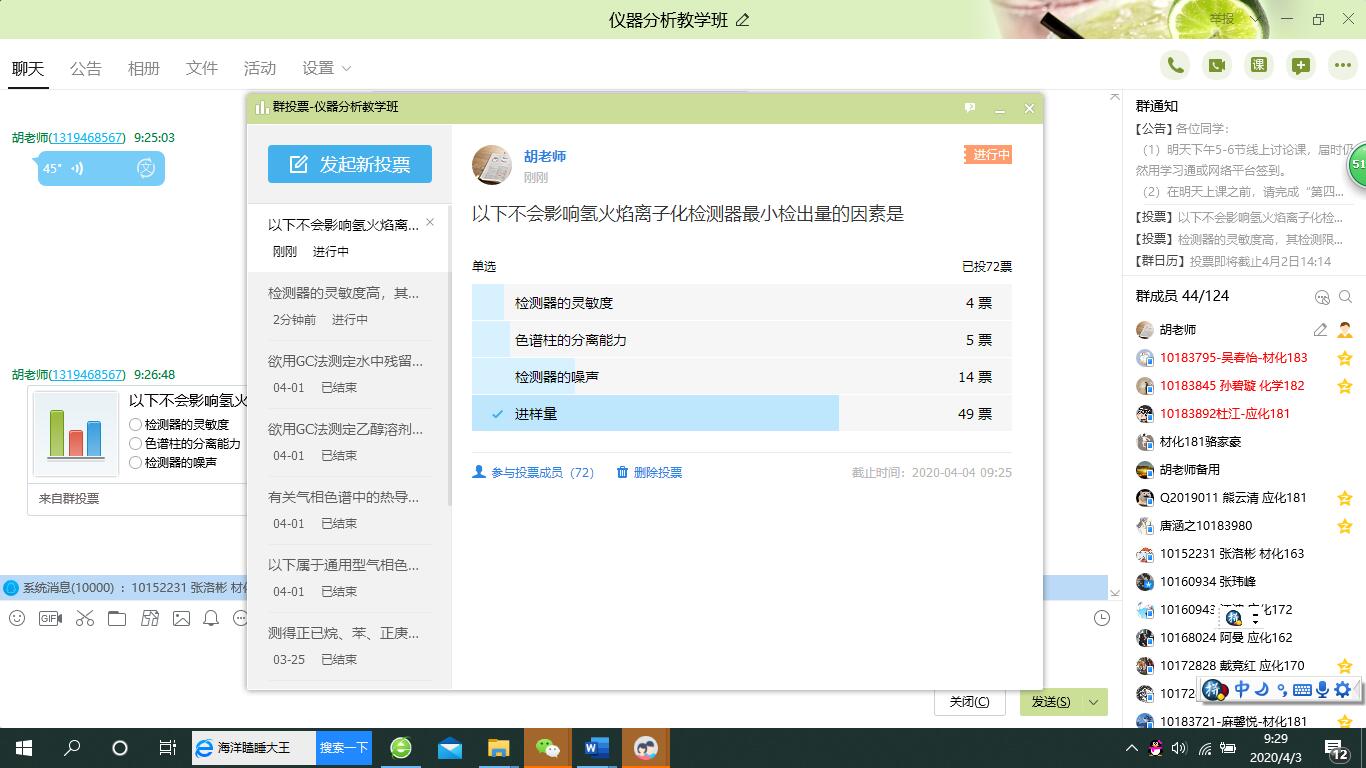 仪器分析教学班
举报
聊天 公告 相册 文件 活动 设置
胡老师(1319468567) 9:25:03
45"
文
胡老师(1319468567) 9:26:48
以下不会影响氢火
检测器的灵敏度
色谱柱的分离能力
检测器的噪声
来自群投票
系统消息(10000) ：10152231 张洛彬 材
GIF
关闭(C)
发送(S)
群投票-仪器分析教学班
发起新投票
以下不会影响氢火焰离...
刚刚 进行中
检测器的灵敏度高，其...
2分钟前 进行中
欲用GC法测定水中残留...
04-01 已结束
欲用GC法测定乙醇溶剂...
04-01 已结束
有关气相色谱中的热导...
04-01 已结束
以下属于通用型气相色...
04-01 已结束
测得正已烷、苯、正庚...
03-25 已结束
胡老师
刚刚
进行中
以下不会影响氢火焰离子化检测器最小检出量的因素是
单选 已投72票
检测器的灵敏度 4 票
色谱柱的分离能力 5 票
检测器的噪声 14 票
进样量 49 票
参与投票成员（72） 删除投票 截止时间：2020-04-04 09:25
课
群通知
【公告】各位同学：
（1）明天下午5-6节线上讨论课，届时仍
然用学习通或网络平台签到。
（2）在明天上课之前，请完成“第四...
51
【投票】以下不会影响氢火焰离子化检...
【投票】检测器的灵敏度高，其检测限...
【群日历】投票即将截止4月2日14:14
群成员 44/124
胡老师
10183795-吴春怡-材化183
10183845 孙碧璇 化学182
10183892杜江-应化181
材化181骆家豪
胡老师备用
Q2019011 熊云清 应化181
唐涵之10183980
10152231 张洛彬 材化163
10160934 张玮峰
10160943
化172
10168024 阿曼 应化162
10172828 戴竞红 应化170
10172
10183721-麻馨悦-材化181
中
海洋瞌睡大王 搜索一下
9:29
2020/4/3
12